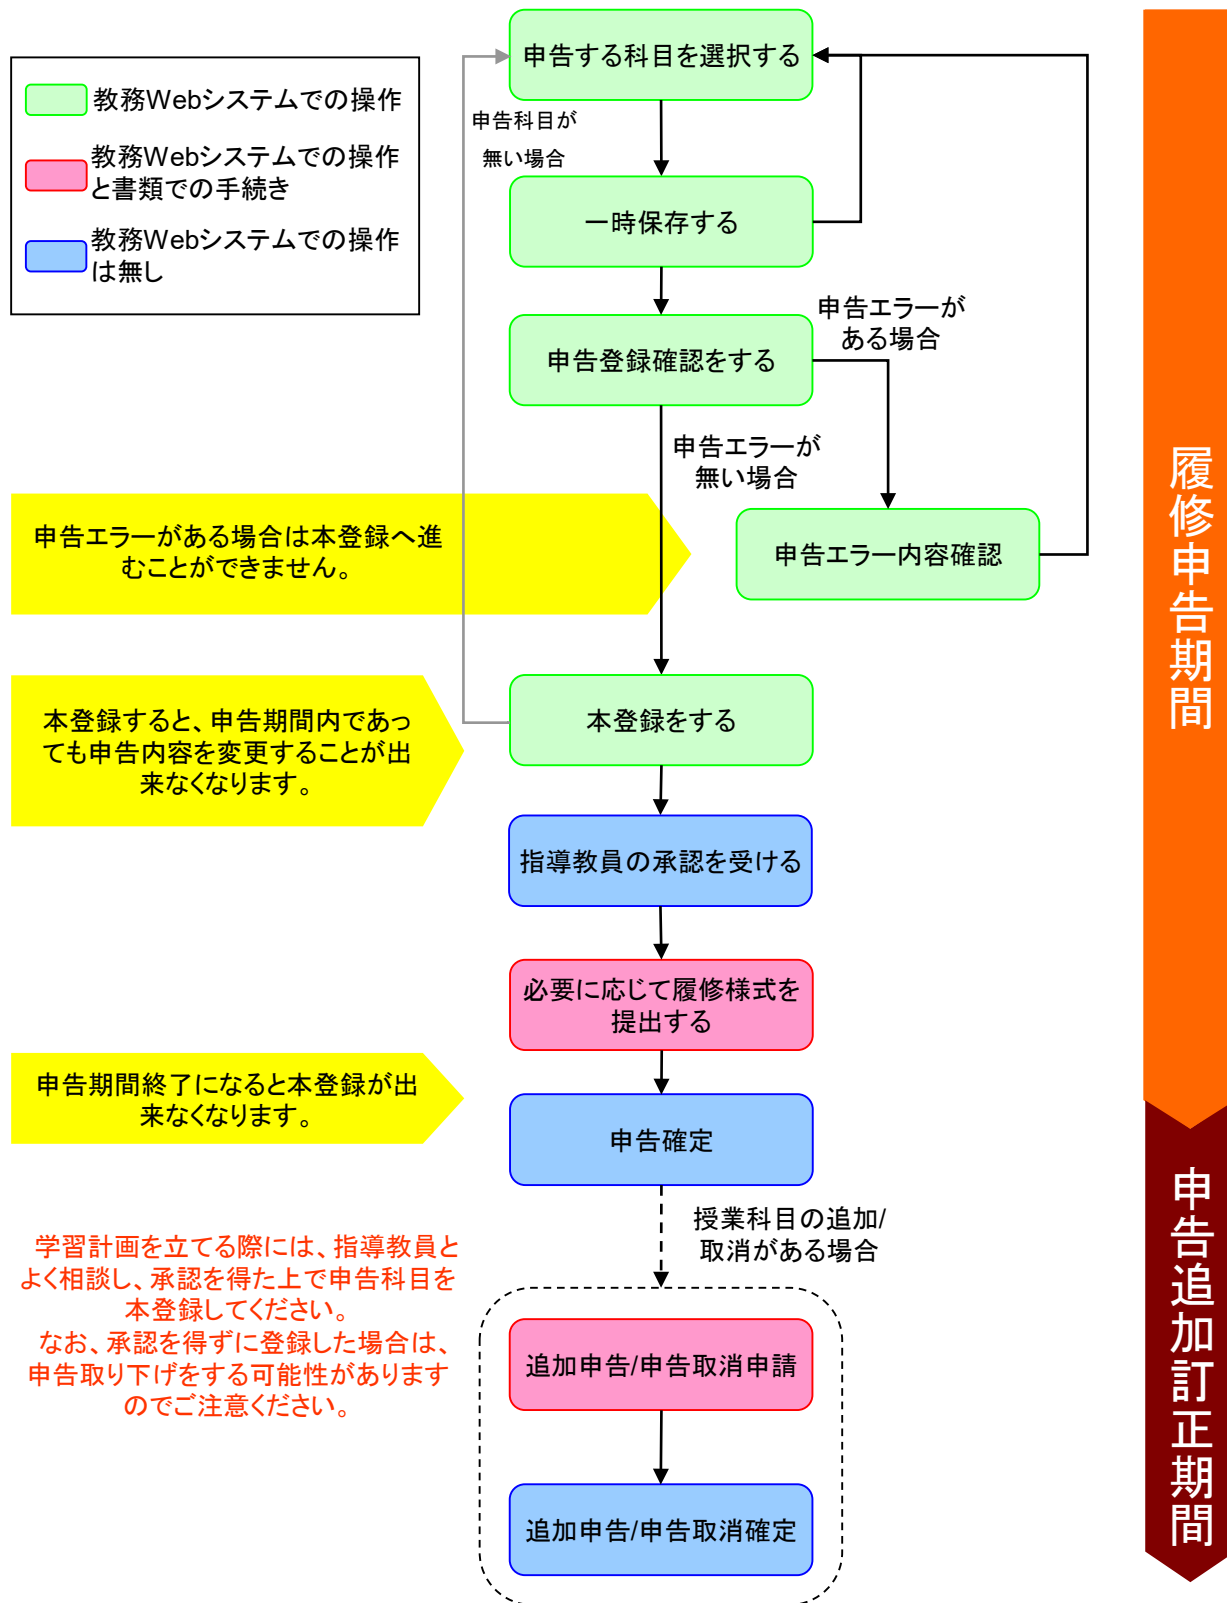 申告する科目を選択する
教務Webシステムでの操作
教務Webシステムでの操作
と書類での手続き
教務Webシステムでの操作
は無し
申告科目が
無い場合
一時保存する
申告エラーが
ある場合
申告登録確認をする
申告エラーが
無い場合
申告エラーがある場合は本登録へ進
むことができません。
申告エラー内容確認
本登録すると、申告期間内であっ
ても申告内容を変更することが出
来なくなります。
本登録をする
指導教員の承認を受ける
必要に応じて履修様式を
提出する
申告期間終了になると本登録が出
来なくなります。
申告確定
授業科目の追加/
取消がある場合
学習計画を立てる際には、指導教員と
よく相談し、承認を得た上で申告科目を
本登録してください。
なお、承認を得ずに登録した場合は、
申告取り下げをする可能性があります
のでご注意ください。
追加申告/申告取消申請
追加申告/申告取消確定
履修申告期間
申告追加訂正期間